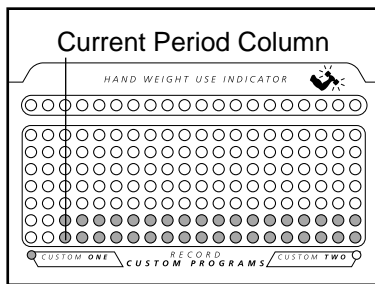 Current Period Column
HAND WEIGHT USE INDICATOR
CUSTOM ONE
RECORD
CUSTOM PROGRAMS
CUSTOM TWO